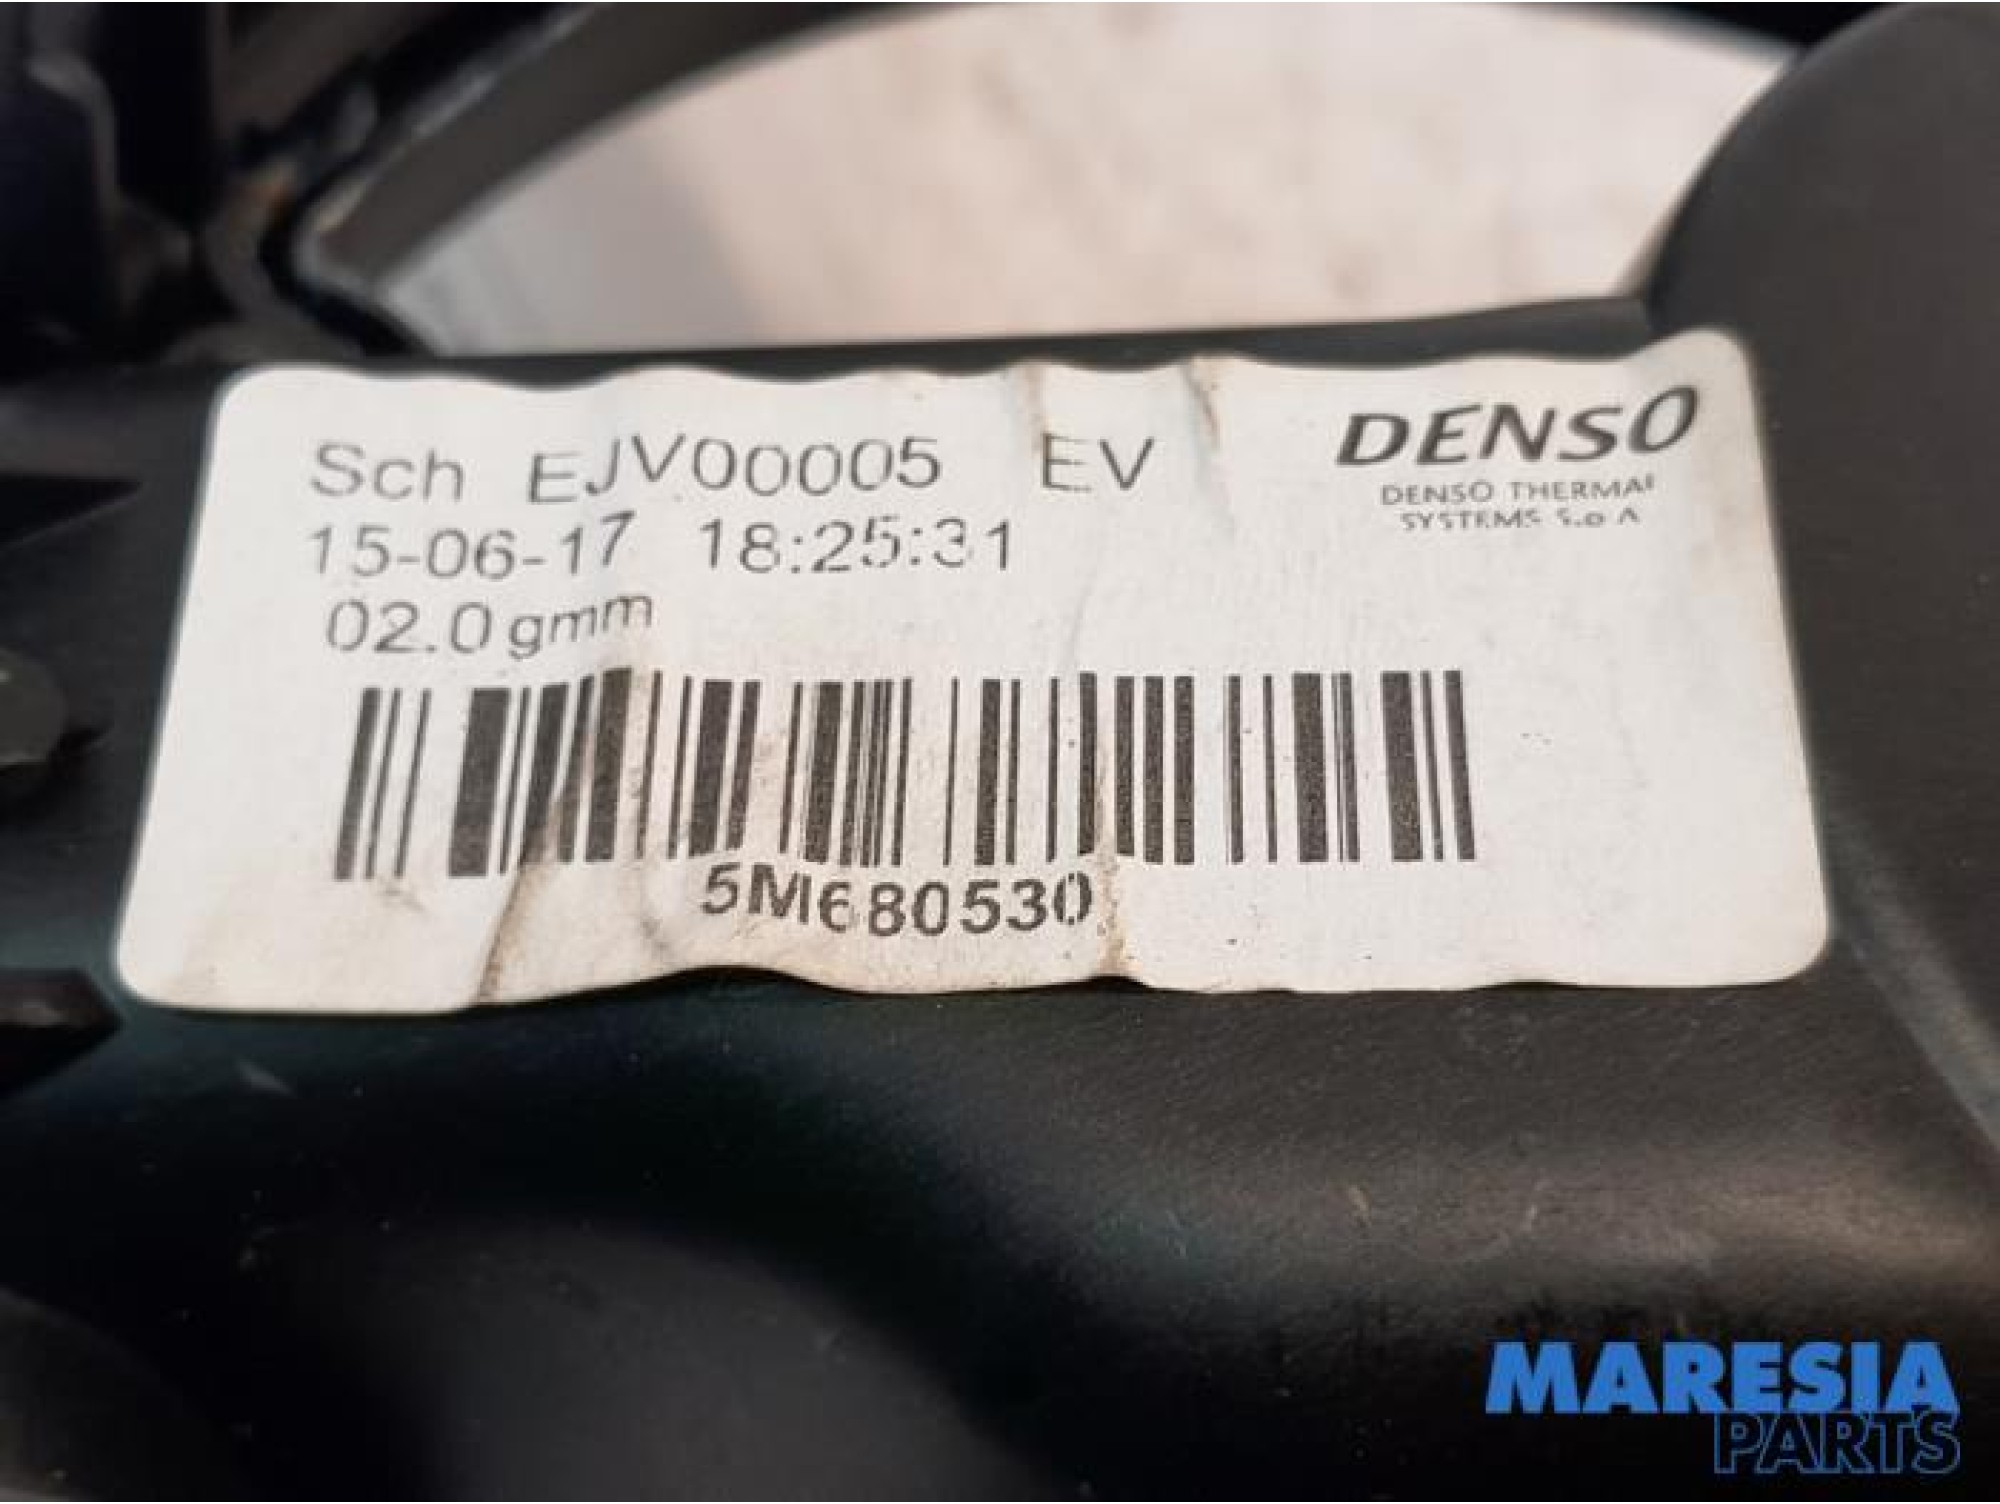 Sch EJV00005 EV
15-06-17 18:25:31
02.0gmm
DENSO
DENSO THERMAL
SYSTEMS S.p.A
5M680530
MARESIA
PARTS